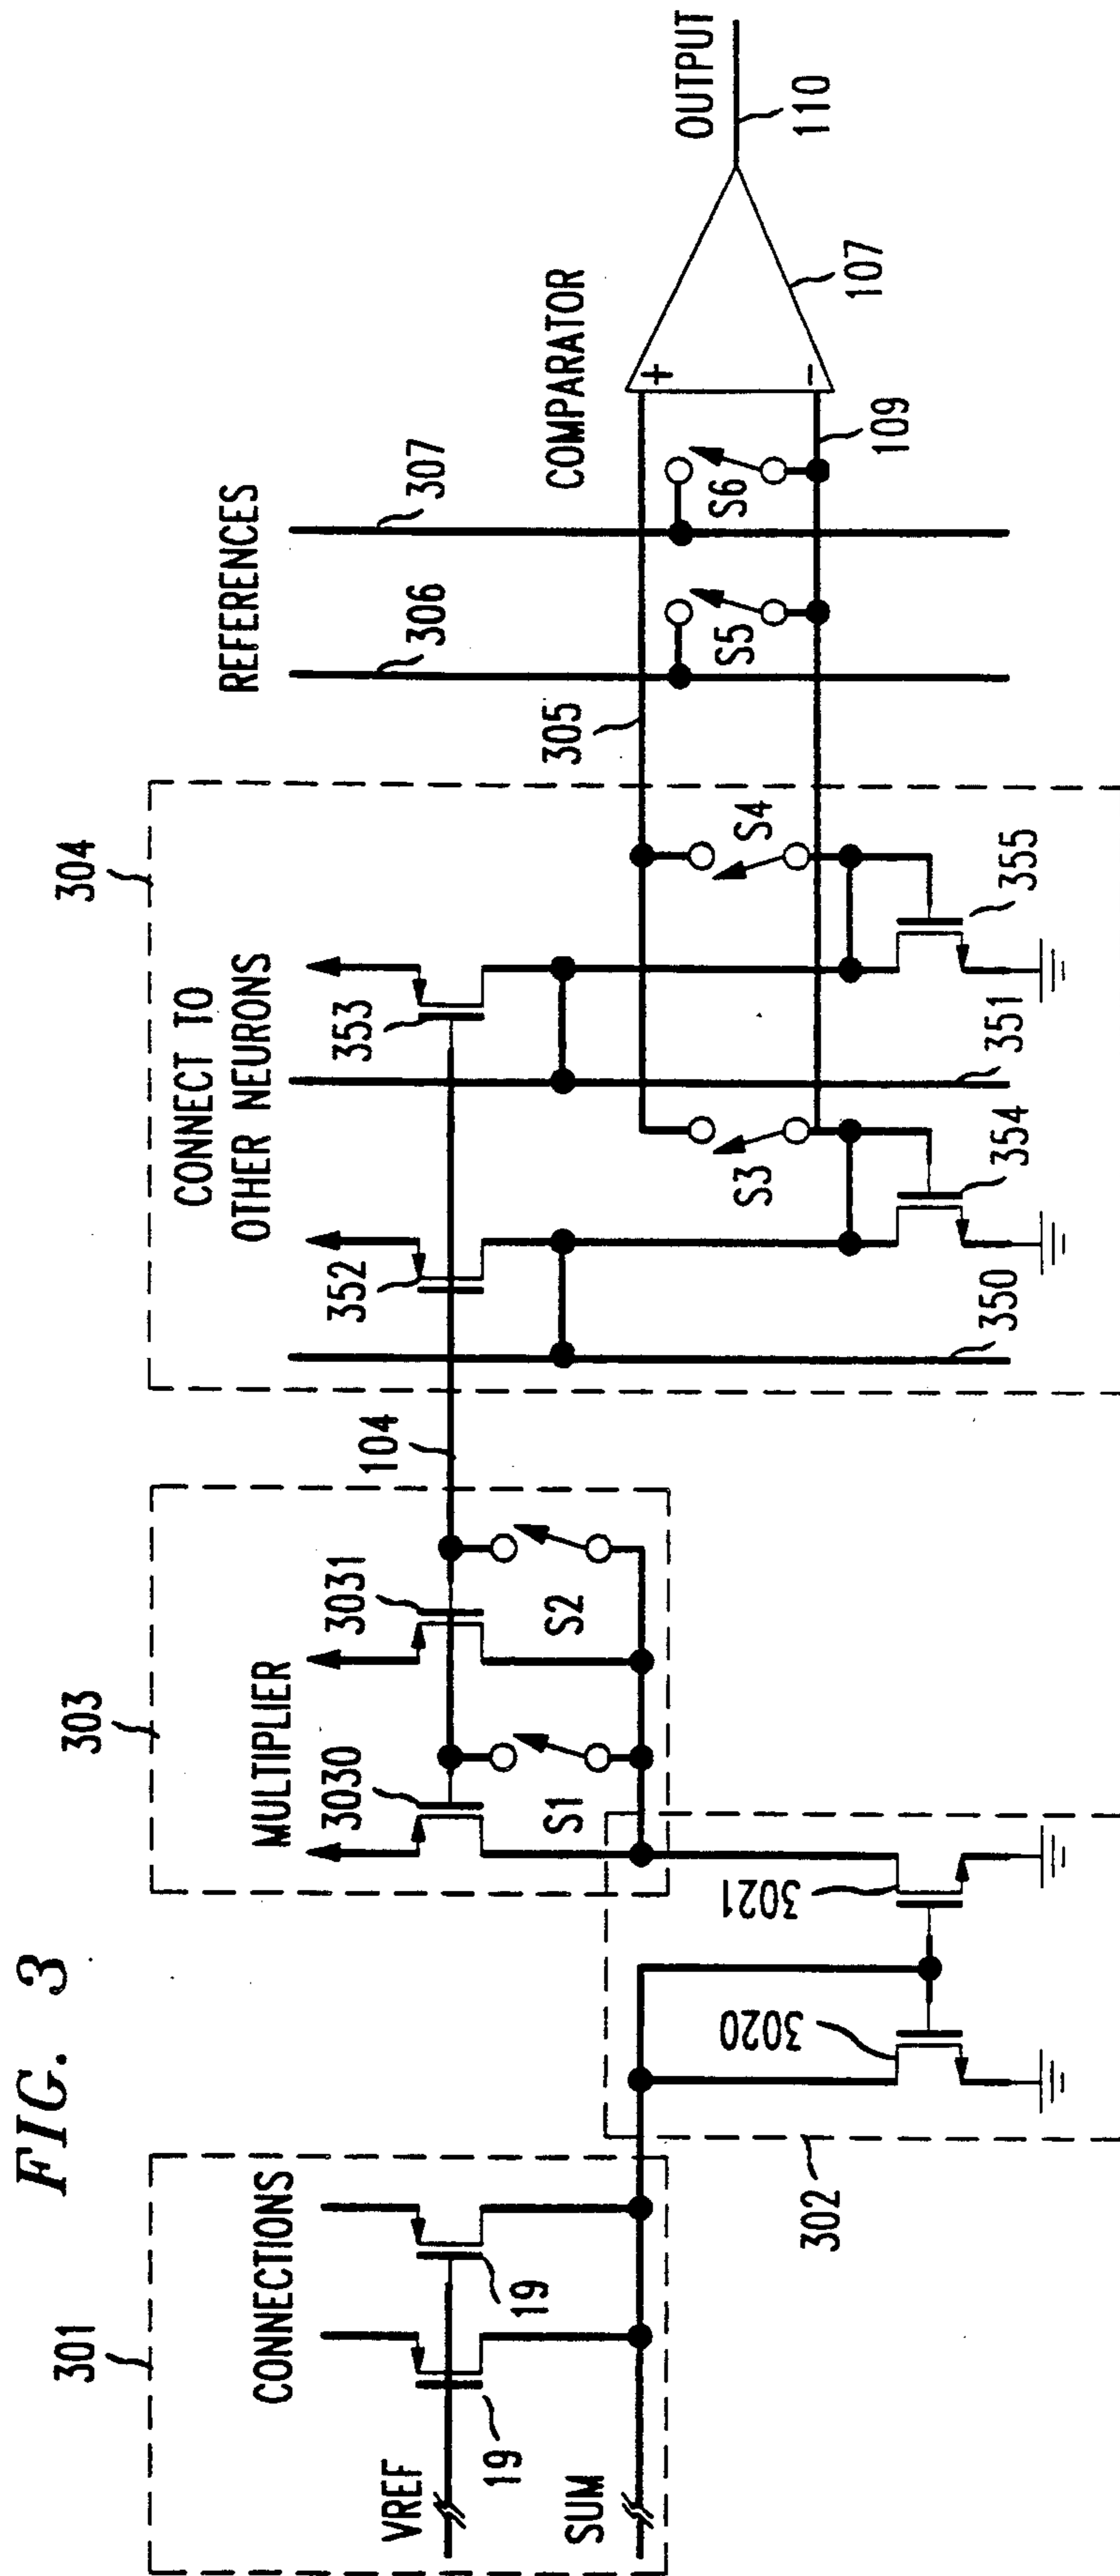 FIG. 3
301
CONNECTIONS
VREF
19
19
SUM
302
3020
3021
303
MULTIPLIER
3030
3031
S1
S2
104
304
CONNECT TO
OTHER NEURONS
352
353
S3
S4
350
354
351
355
305
REFERENCES
306
307
S5
S6
COMPARATOR
+
−
109
107
OUTPUT
110